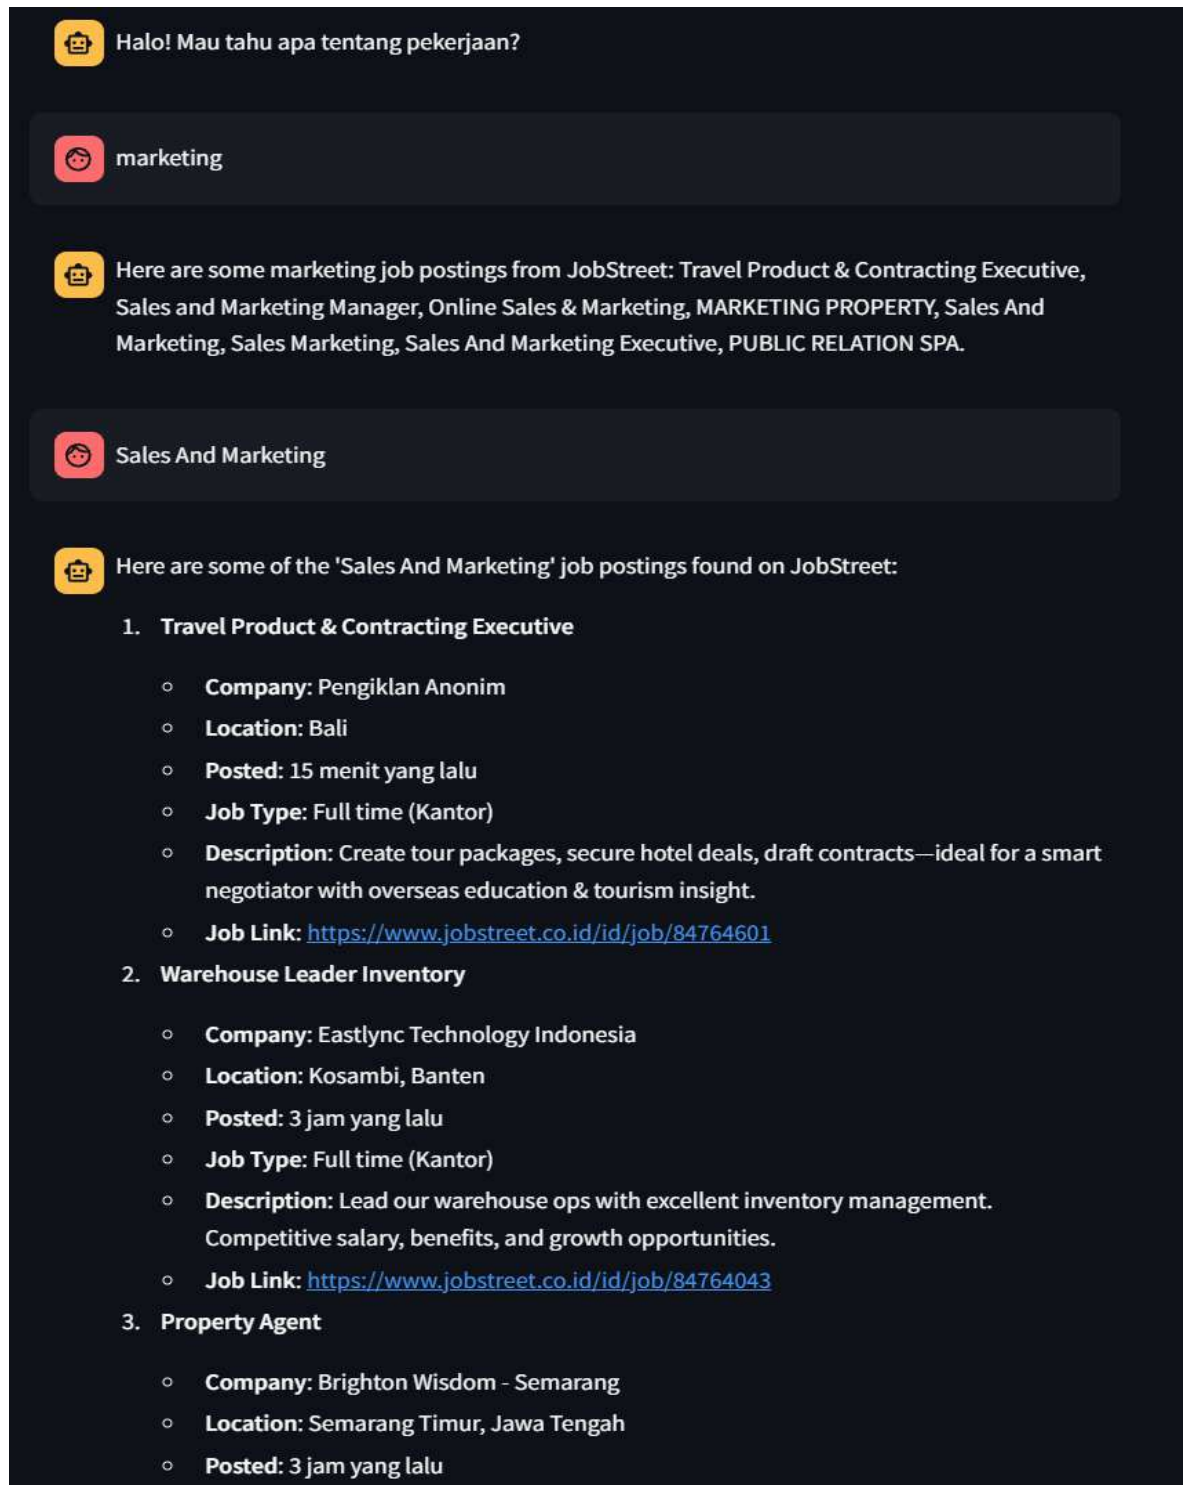 Halo! Mau tahu apa tentang pekerjaan?
marketing
Here are some marketing job postings from JobStreet: Travel Product & Contracting Executive,
Sales and Marketing Manager, Online Sales & Marketing, MARKETING PROPERTY, Sales And
Marketing, Sales Marketing, Sales And Marketing Executive, PUBLIC RELATION SPA.
Sales And Marketing
Here are some of the 'Sales And Marketing' job postings found on JobStreet:
1. Travel Product & Contracting Executive
Company: Pengiklan Anonim
Location: Bali
Posted: 15 menit yang lalu
Job Type: Full time (Kantor)
Description: Create tour packages, secure hotel deals, draft contracts—ideal for a smart
negotiator with overseas education & tourism insight.
Job Link: https://www.jobstreet.co.id/id/job/84764601
2. Warehouse Leader Inventory
Company: Eastlync Technology Indonesia
Location: Kosambi, Banten
Posted: 3 jam yang lalu
Job Type: Full time (Kantor)
Description: Lead our warehouse ops with excellent inventory management.
Competitive salary, benefits, and growth opportunities.
Job Link: https://www.jobstreet.co.id/id/job/84764043
3. Property Agent
Company: Brighton Wisdom - Semarang
Location: Semarang Timur, Jawa Tengah
Posted: 3 jam yang lalu